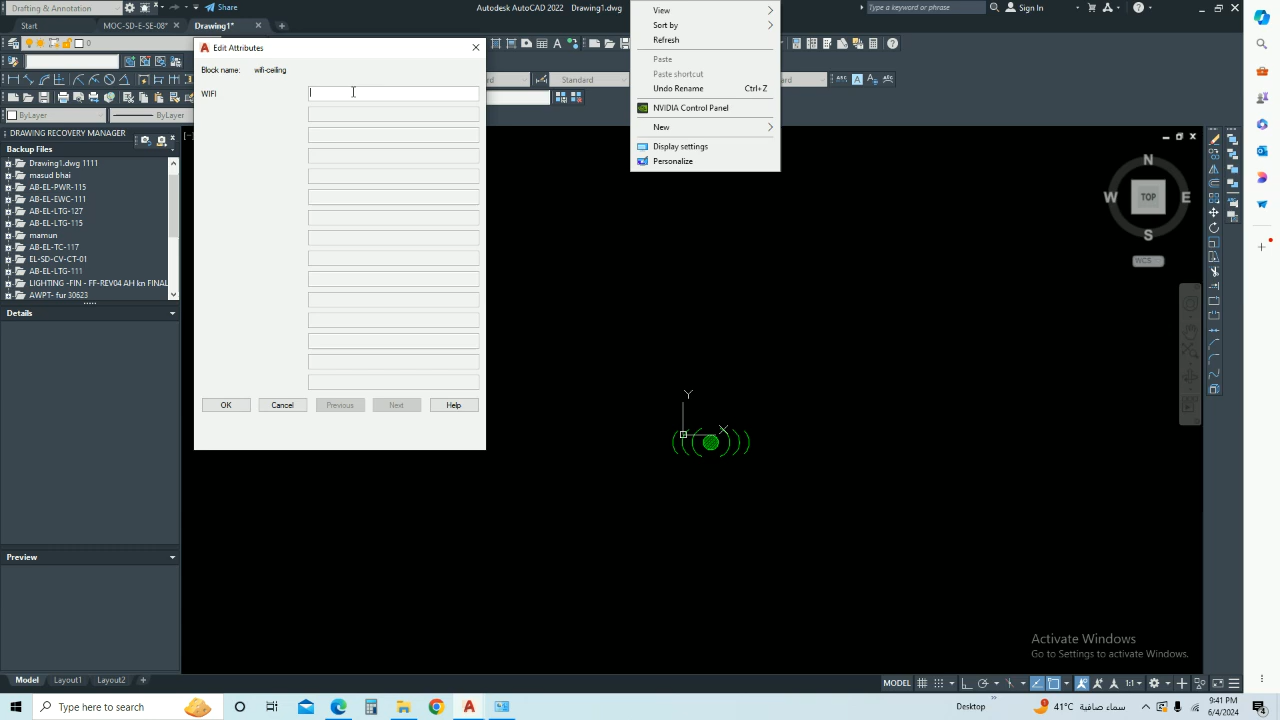 Drafting & Annotation
Share
Autodesk AutoCAD 2022 Drawing1.dwg
Type a keyword or phrase
Sign In
Start
MOC-SD-E-SE-08*
Drawing1*
0
ByLayer
ByLayer
Standard
Edit Attributes
Block name: wifi-ceiling
WIFI
OK
Cancel
Previous
Next
Help
View
Sort by
Refresh
Paste
Paste shortcut
Undo Rename Ctrl+Z
NVIDIA Control Panel
New
Display settings
Personalize
DRAWING RECOVERY MANAGER
Backup Files
Drawing1.dwg 1111
masud bhai
AB-EL-PWR-115
AB-EL-EWC-111
AB-EL-LTG-127
AB-EL-LTG-115
mamun
AB-EL-TC-117
EL-SD-CV-CT-01
AB-EL-LTG-111
LIGHTING -FIN - FF-REV04 AH kn FINAL
AWPT- fur 30623
Details
Preview
N
W
TOP
E
S
WCS
Y
X
Activate Windows
Go to Settings to activate Windows.
Model
Layout1
Layout2
MODEL
1:1
Type here to search
Desktop
41°C سماء صافية
9:41 PM
6/4/2024
4